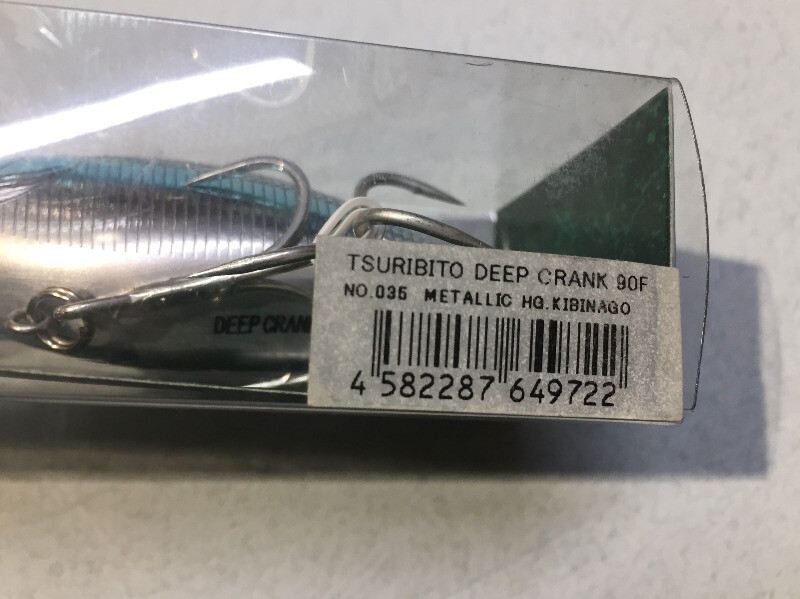 TSURIBITO DEEP CRANK 90F
NO.035 METALLIC HG.KIBINAGO
4 582287 649722
DEEP CRAN